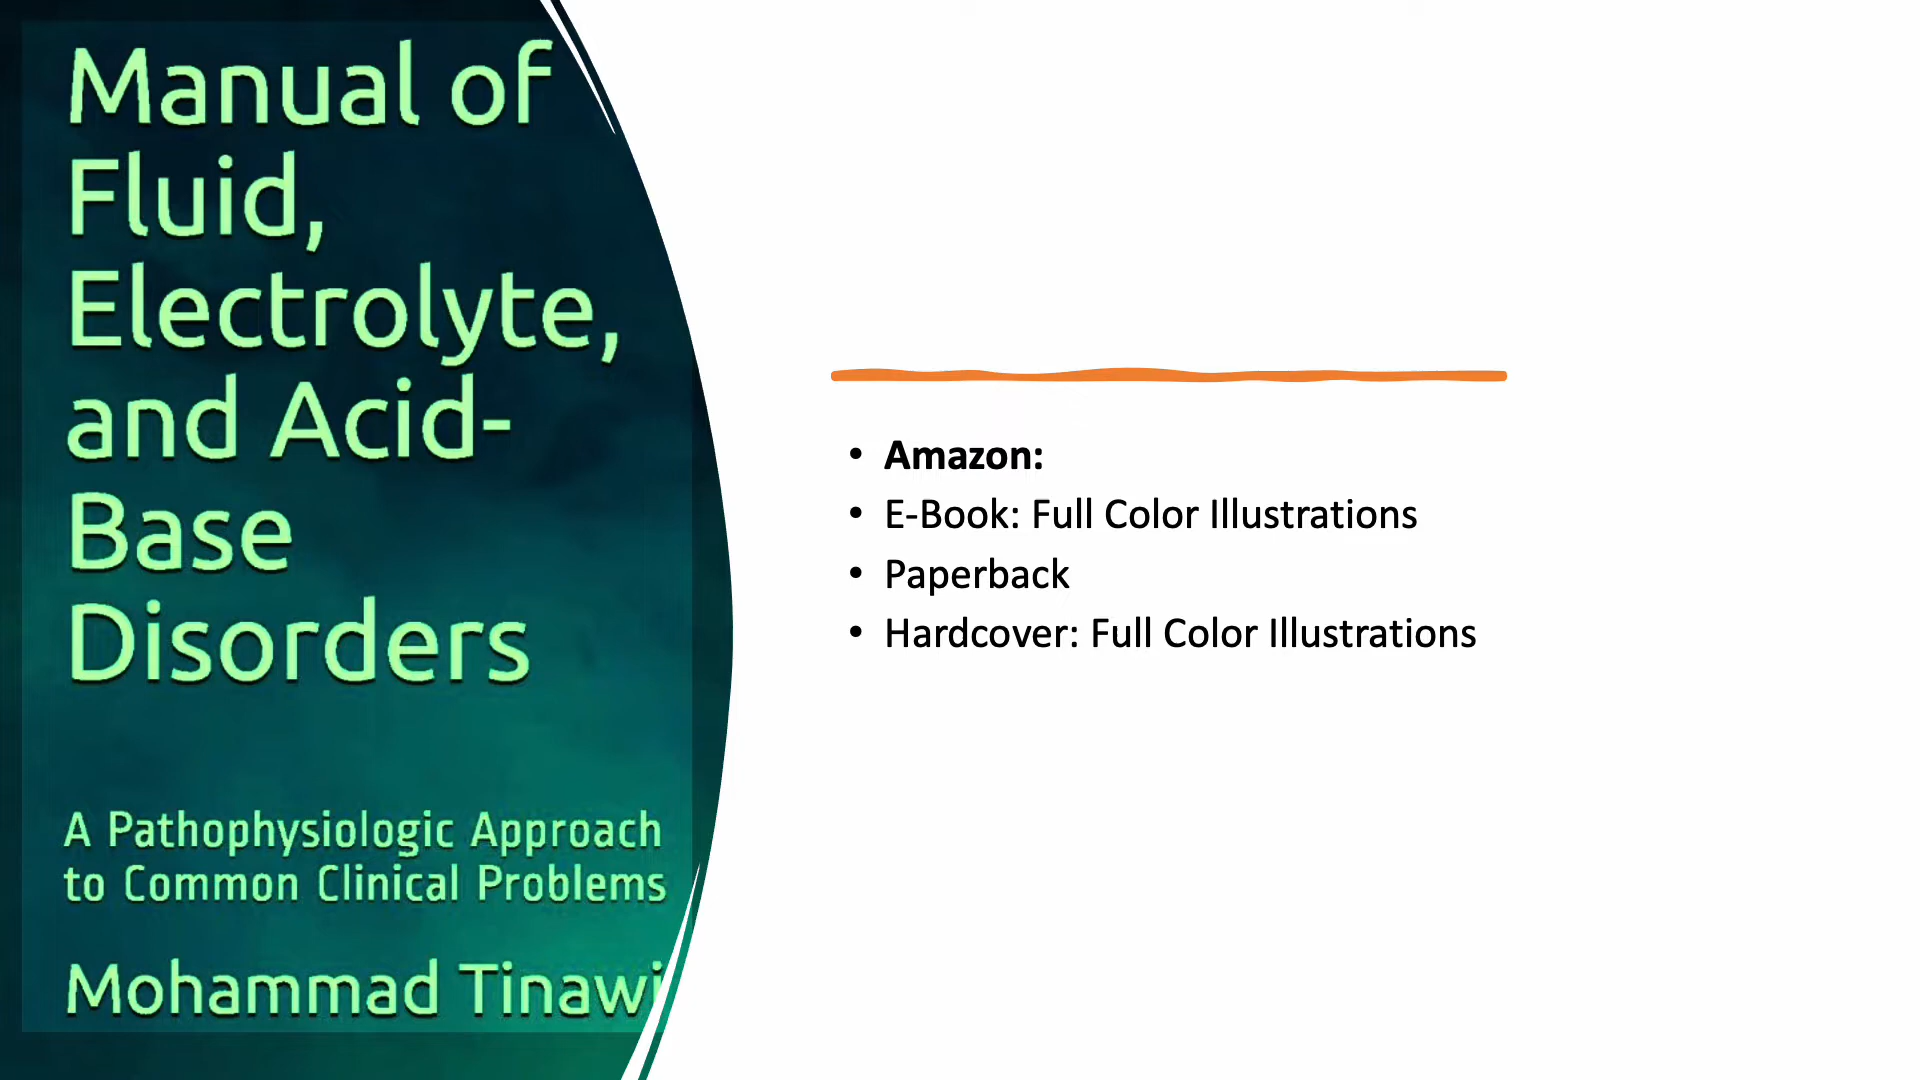 Manual of
Fluid,
Electrolyte,
and Acid-
Base
Disorders
A Pathophysiologic Approach
to Common Clinical Problems
Mohammad Tinawi
• Amazon:
• E-Book: Full Color Illustrations
• Paperback
• Hardcover: Full Color Illustrations